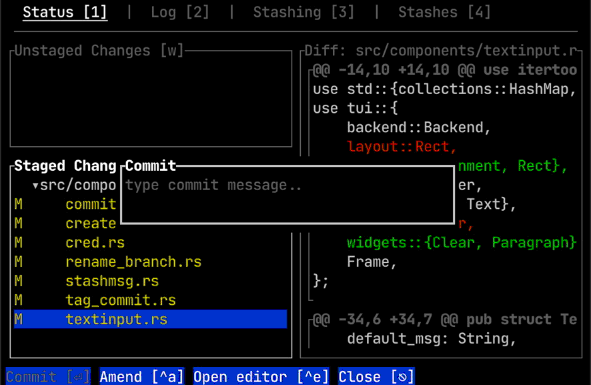 Status [1] | Log [2] | Stashing [3] | Stashes [4]
Unstaged Changes [w]
Staged Chang
▾src/compo
M commit
M create
M cred.rs
M rename_branch.rs
M stashmsg.rs
M tag_commit.rs
M textinput.rs
Commit
type commit message..
Diff: src/components/textinput.r
@@ -14,10 +14,10 @@ use itertoo
use std::{collections::HashMap,
use tui::{
backend::Backend,
layout::Rect,
nment, Rect},
er,
Text},
r,
widgets::{Clear, Paragraph}
Frame,
};
@@ -34,6 +34,7 @@ pub struct Te
default_msg: String,
Commit [⏎] Amend [^a] Open editor [^e] Close [⎋]